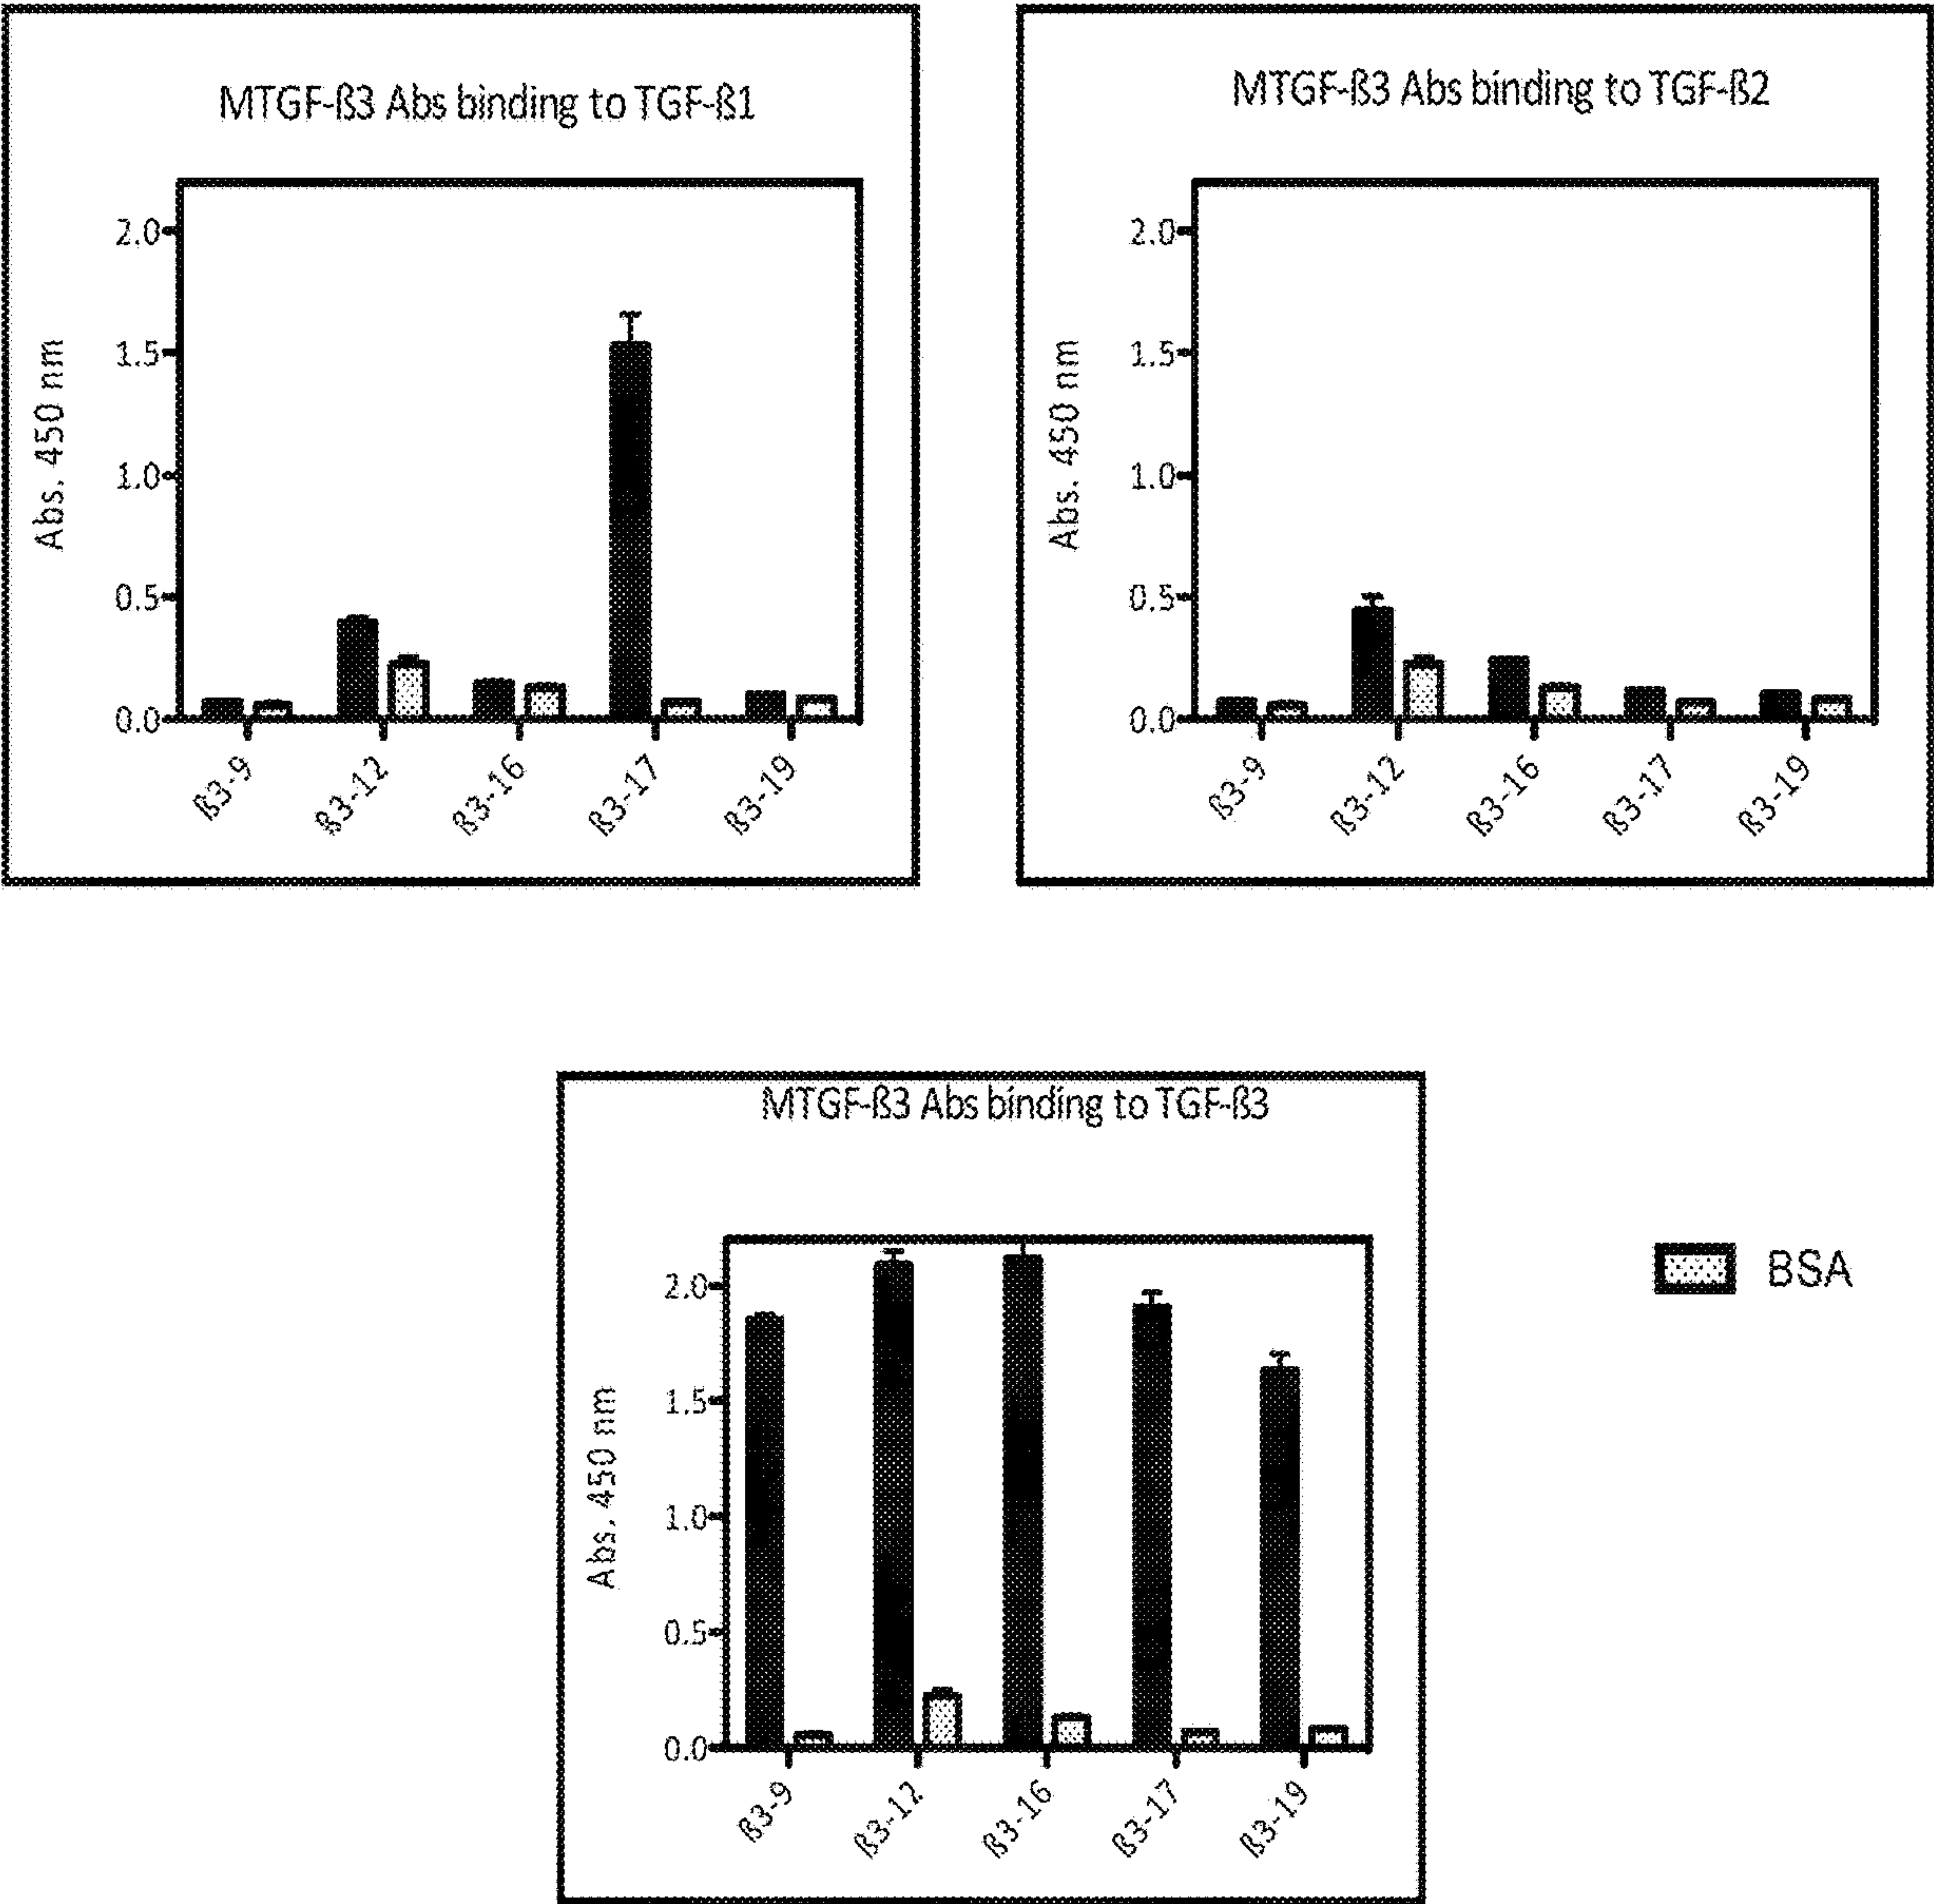 MTGF-ß3 Abs binding to TGF-ß1
Abs. 450 nm
2.0
1.5
1.0
0.5
0.0
ß3-9
ß3-12
ß3-16
ß3-17
ß3-19
MTGF-ß3 Abs binding to TGF-ß2
Abs. 450 nm
2.0
1.5
1.0
0.5
0.0
ß3-9
ß3-12
ß3-16
ß3-17
ß3-19
MTGF-ß3 Abs binding to TGF-ß3
Abs. 450 nm
2.0
1.5
1.0
0.5
0.0
ß3-9
ß3-12
ß3-16
ß3-17
ß3-19
BSA